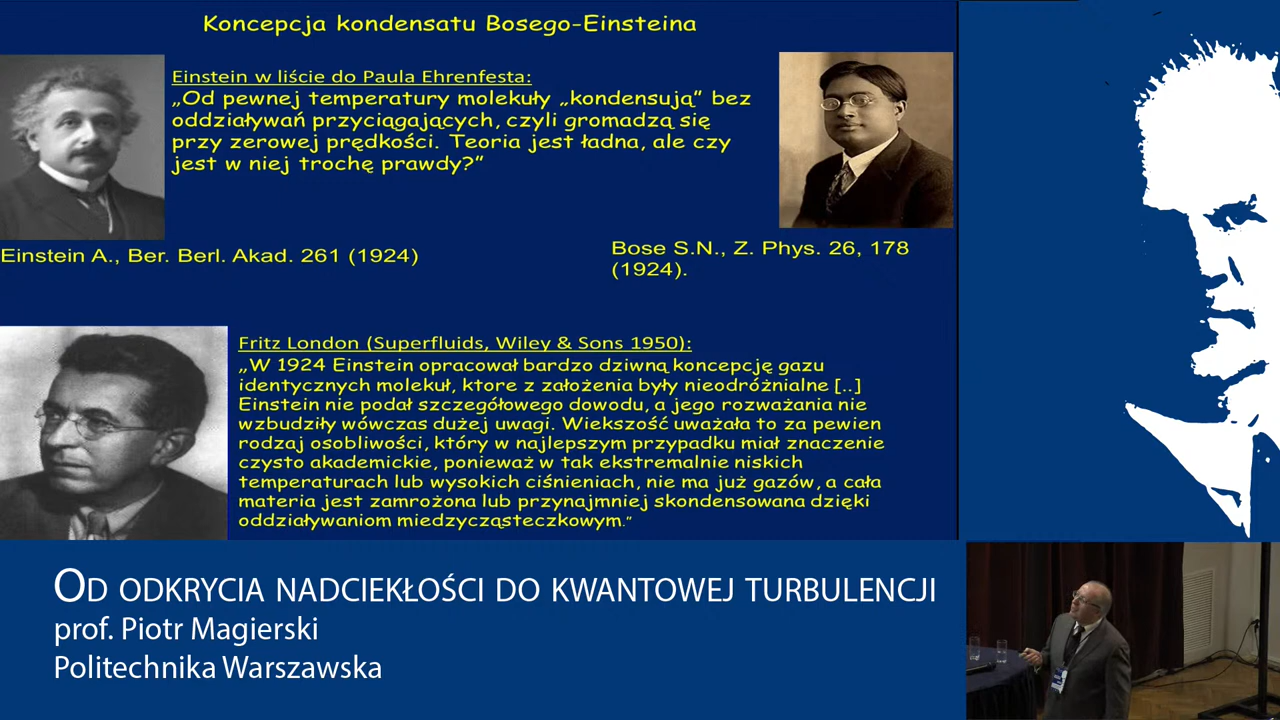 Koncepcja kondensatu Bosego-Einsteina
Einstein w liście do Paula Ehrenfesta:
„Od pewnej temperatury molekuły „kondensują” bez
oddziaływań przyciągających, czyli gromadzą się
przy zerowej prędkości. Teoria jest ładna, ale czy
jest w niej trochę prawdy?”
Einstein A., Ber. Berl. Akad. 261 (1924)
Bose S.N., Z. Phys. 26, 178
(1924).
Fritz London (Superfluids, Wiley & Sons 1950):
„W 1924 Einstein opracował bardzo dziwną koncepcję gazu
identycznych molekuł, ktore z założenia były nieodróżnialne [..]
Einstein nie podał szczegółowego dowodu, a jego rozważania nie
wzbudziły wówczas dużej uwagi. Wiekszość uważała to za pewien
rodzaj osobliwości, który w najlepszym przypadku miał znaczenie
czysto akademickie, ponieważ w tak ekstremalnie niskich
temperaturach lub wysokich ciśnieniach, nie ma już gazów, a cała
materia jest zamrożona lub przynajmniej skondensowana dzięki
oddziaływaniom miedzycząsteczkowym.”
OD ODKRYCIA NADCIEKŁOŚCI DO KWANTOWEJ TURBULENCJI
prof. Piotr Magierski
Politechnika Warszawska